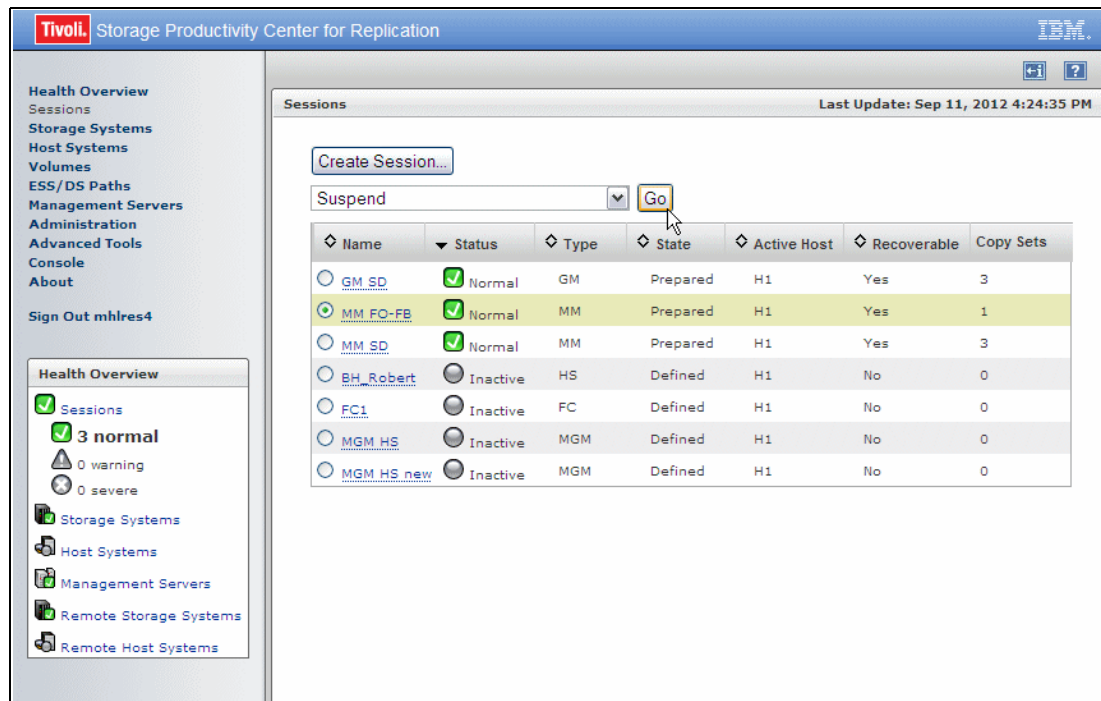 Tivoli. Storage Productivity Center for Replication
IBM.
Health Overview
Sessions
Storage Systems
Host Systems
Volumes
ESS/DS Paths
Management Servers
Administration
Advanced Tools
Console
About
Sign Out mhlres4
Health Overview
Sessions
3 normal
0 warning
0 severe
Storage Systems
Host Systems
Management Servers
Remote Storage Systems
Remote Host Systems
i ?
Sessions Last Update: Sep 11, 2012 4:24:35 PM
Create Session...
Suspend Go
Name Status Type State Active Host Recoverable Copy Sets
GM SD Normal GM Prepared H1 Yes 3
MM FO-FB Normal MM Prepared H1 Yes 1
MM SD Normal MM Prepared H1 Yes 3
BH_Robert Inactive HS Defined H1 No 0
FC1 Inactive FC Defined H1 No 0
MGM HS Inactive MGM Defined H1 No 0
MGM HS new Inactive MGM Defined H1 No 0